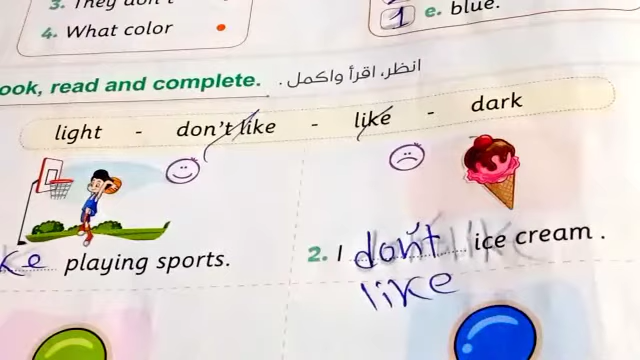 3. They don't
4. What color
1 e. blue.
ook, read and complete. انظر، اقرأ واكمل .
light - don't like - like - dark
ke playing sports.
2. I don't ice cream .
like